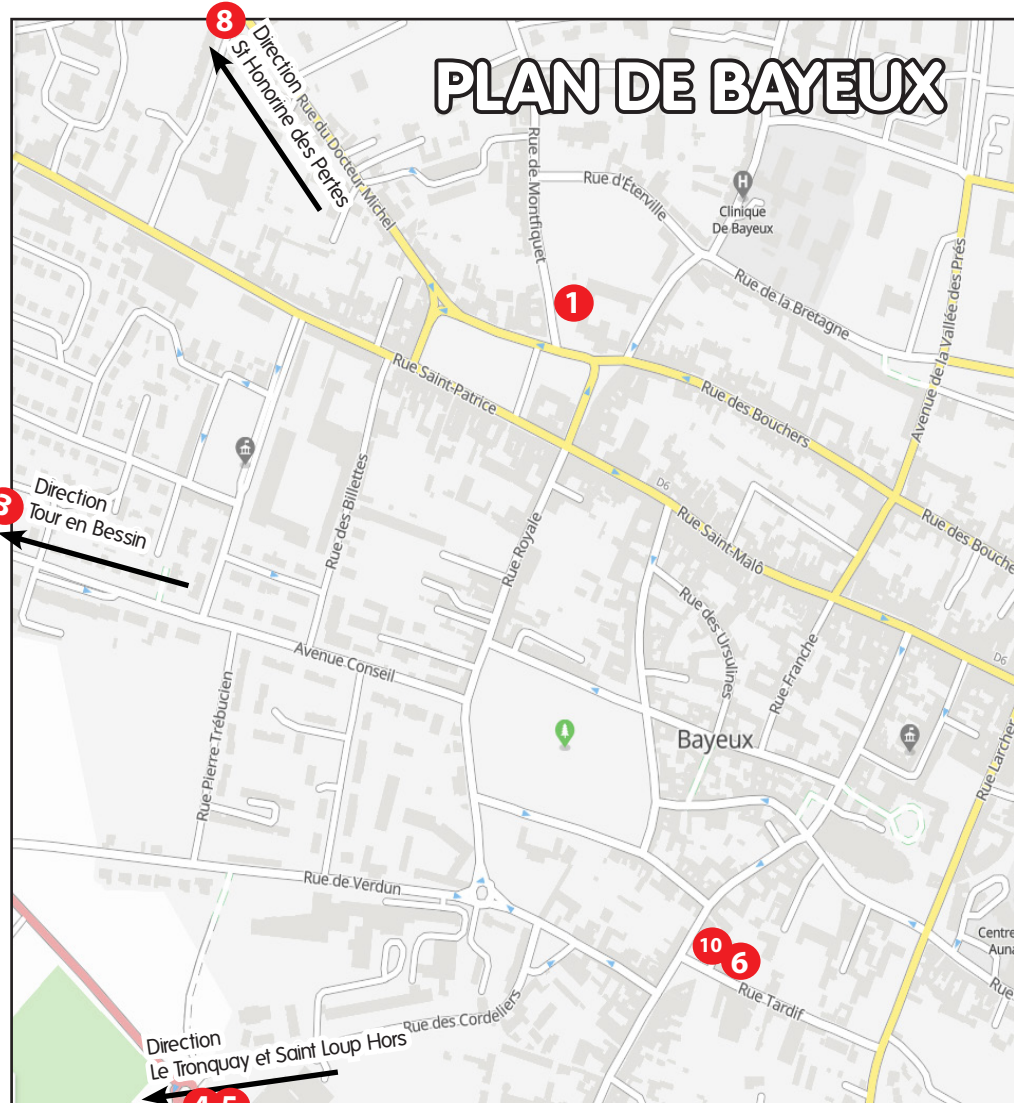 8
PLAN DE BAYEUX
Direction
St Honorine des Pertes
Rue du Docteur Michel
Rue de Montfiquet
Rue d'Éterville
H
Clinique
De Bayeux
Rue de la Bretagne
Avenue de la Vallée des Prés
1
Rue Saint-Patrice
Rue des Bouchers
Rue des Billettes
D6
Direction
Tour en Bessin
Rue Royale
Rue Saint-Malô
Rue des Bouche
Rue des Ursulines
Rue Franche
D6
Avenue Conseil
Rue Pierre Trébucien
Bayeux
Rue Larcher
Rue de Verdun
10
6
Centre
Auna
Rue
Rue Tardif
Rue des Cordeliers
Direction
Le Tronquay et Saint Loup Hors
4
5